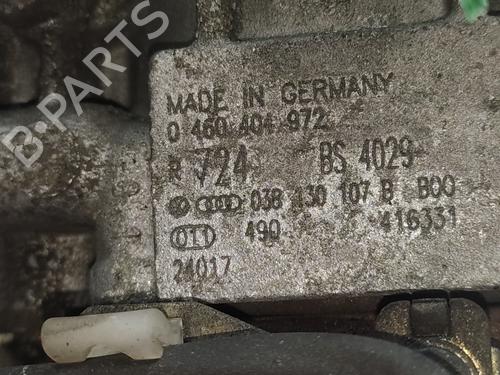 B-PARTS
MADE IN GERMANY
0 460 404 972
R 724 BS 4029
038 130 107 B B00
490 416331
24017